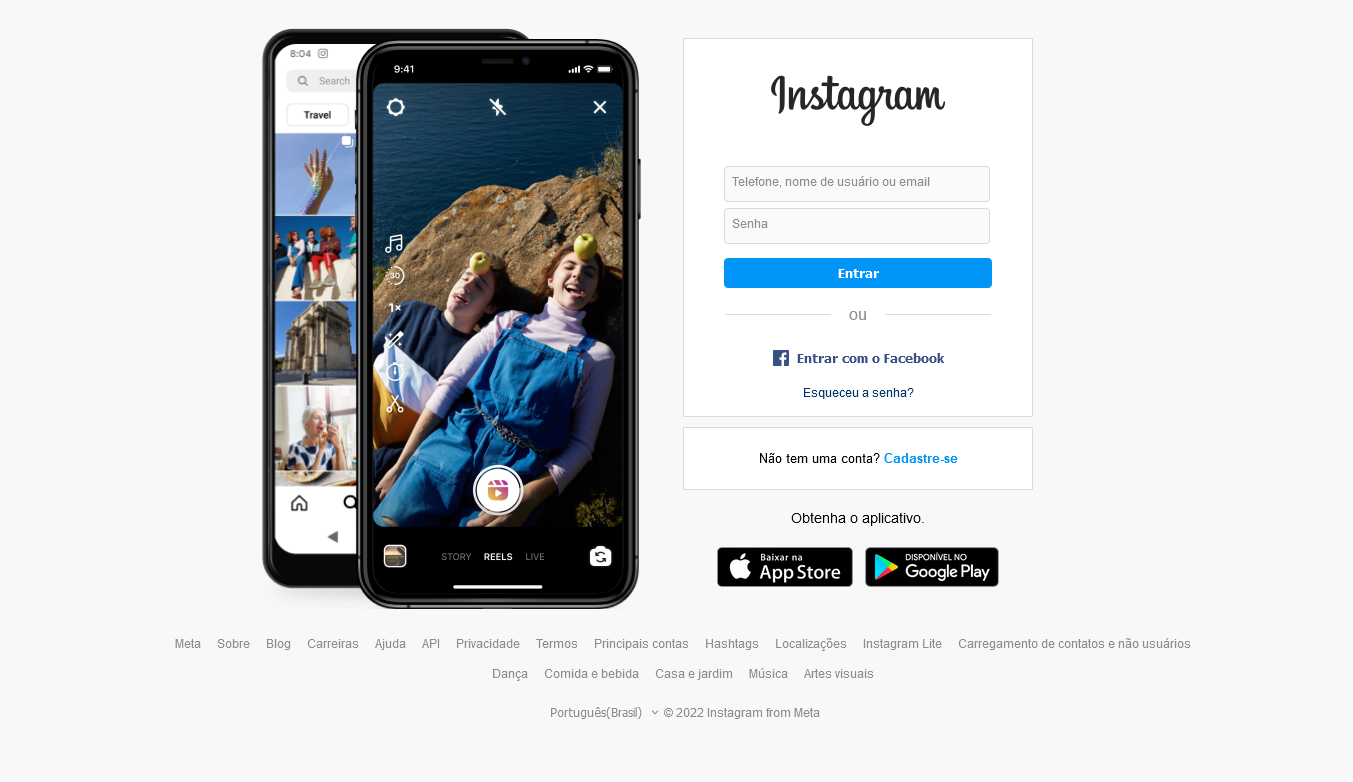 8:04
Search
Travel
9:41
30
1×
STORY REELS LIVE
Instagram
Telefone, nome de usuário ou email
Senha
Entrar
ou
Entrar com o Facebook
Esqueceu a senha?
Não tem uma conta? Cadastre-se
Obtenha o aplicativo.
Baixar na
App Store
DISPONÍVEL NO
Google Play
Meta Sobre Blog Carreiras Ajuda API Privacidade Termos Principais contas Hashtags Localizações Instagram Lite Carregamento de contatos e não usuários
Dança Comida e bebida Casa e jardim Música Artes visuais
Português(Brasil) © 2022 Instagram from Meta